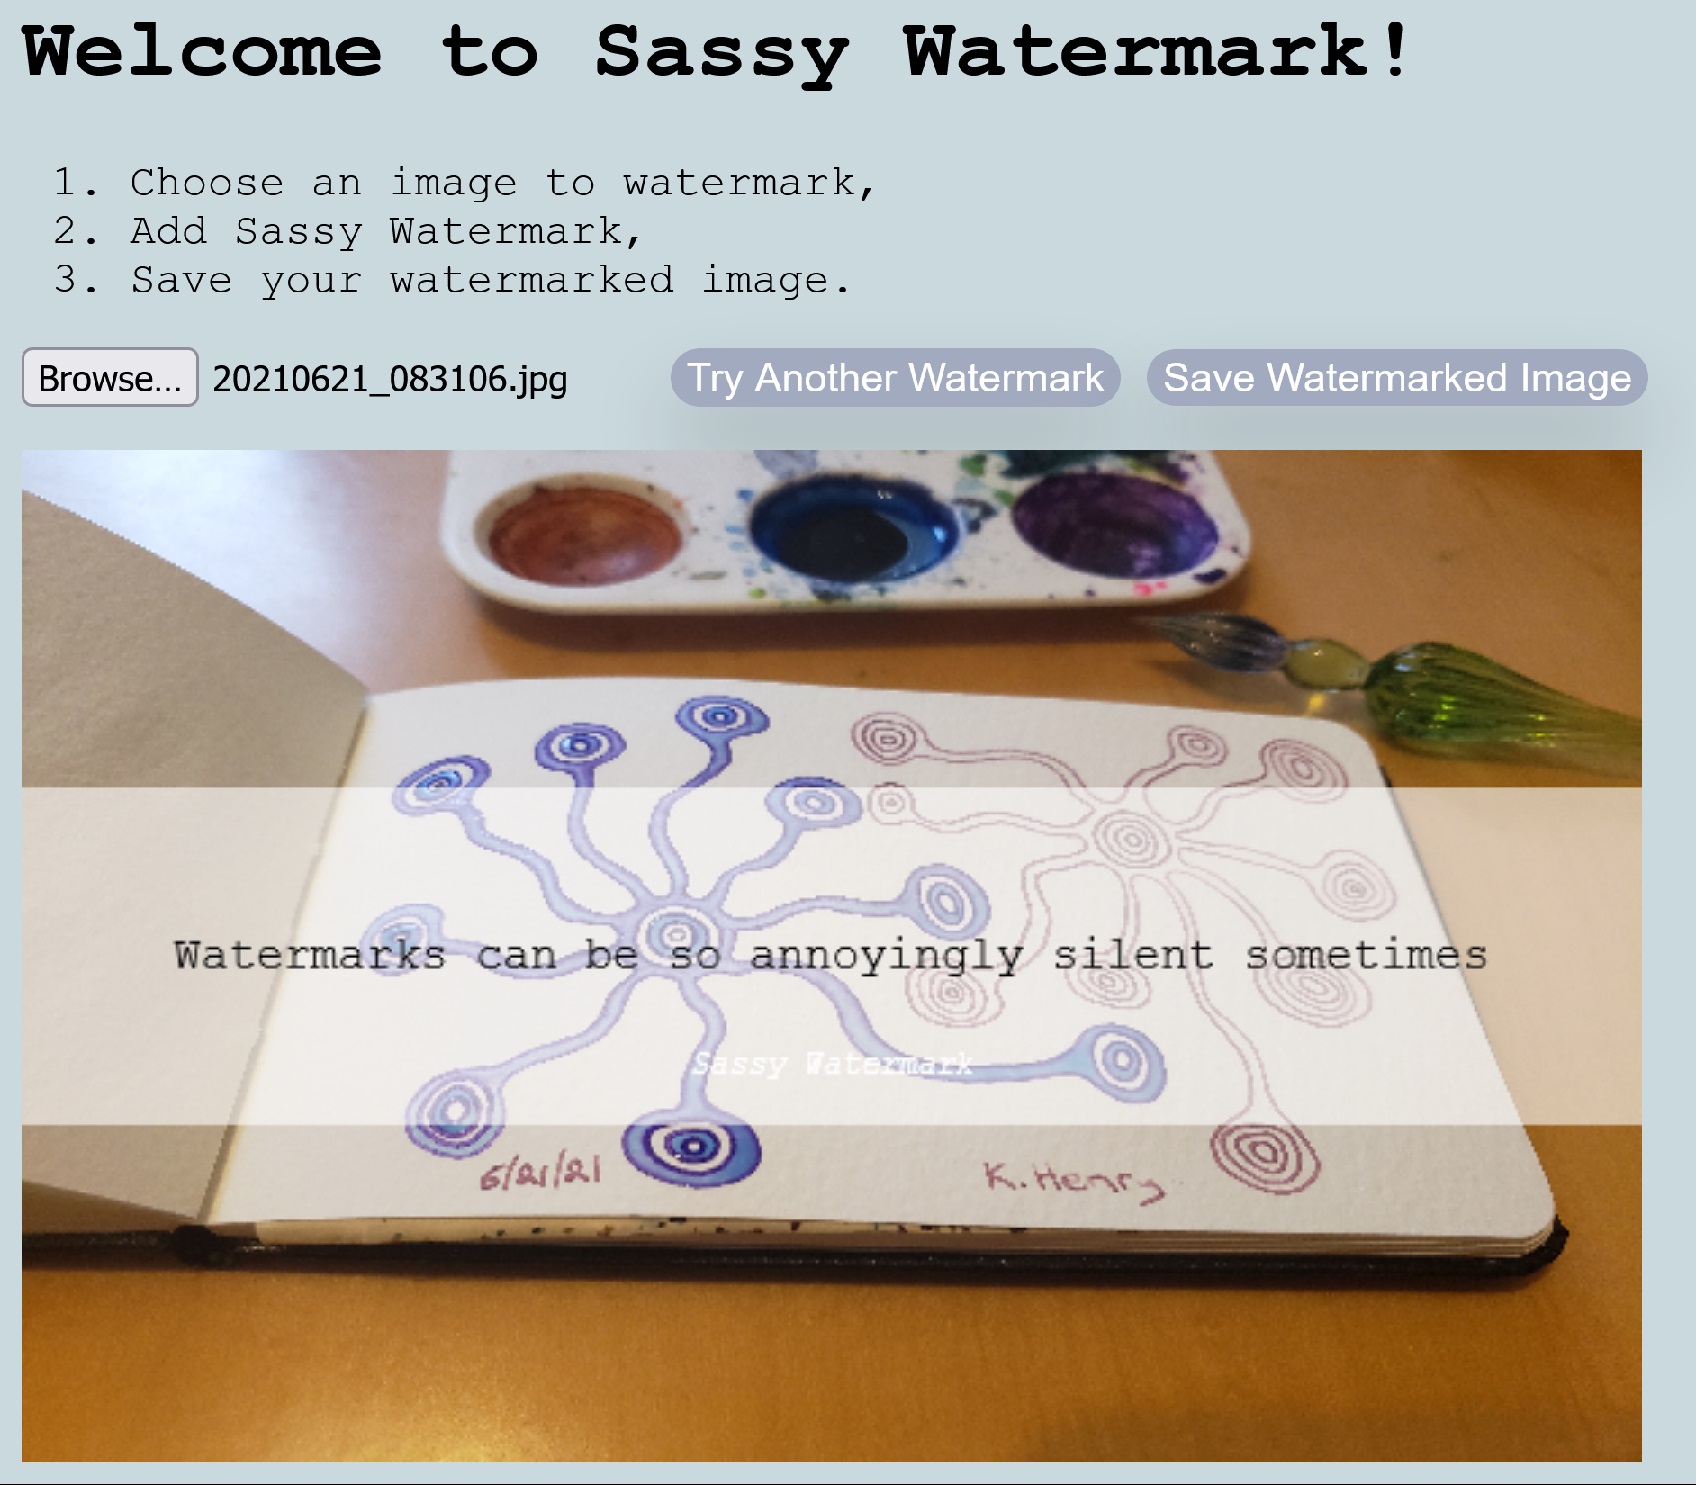 Welcome to Sassy Watermark!
1. Choose an image to watermark,
2. Add Sassy Watermark,
3. Save your watermarked image.
Browse... 20210621_083106.jpg Try Another Watermark Save Watermarked Image
Watermarks can be so annoyingly silent sometimes
Sassy Watermark
6/21/21 K. Henry